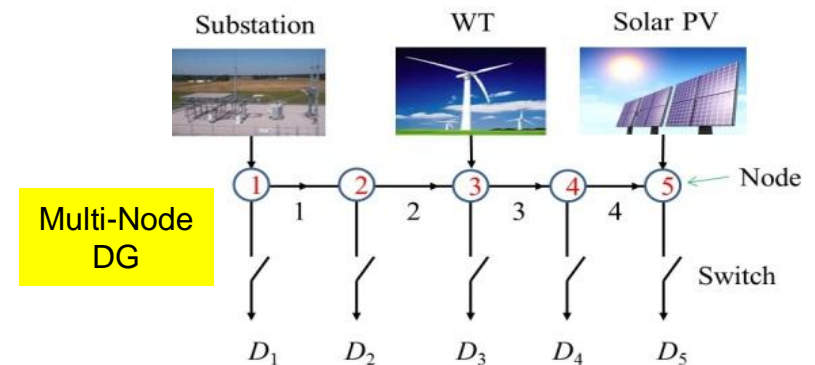 Substation
WT
Solar PV
1
2
3
4
5
Node
1
2
3
4
Multi-Node
DG
Switch
D1
D2
D3
D4
D5